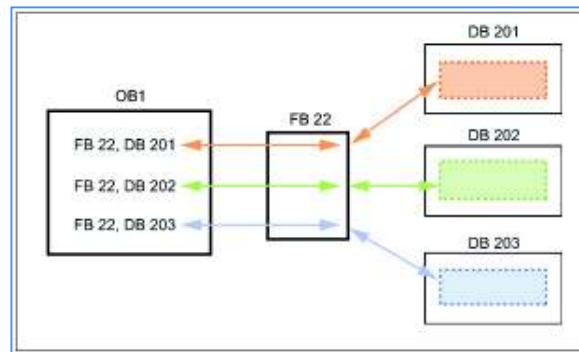 DB 201
OB1
FB 22
FB 22, DB 201
DB 202
FB 22, DB 202
FB 22, DB 203
DB 203